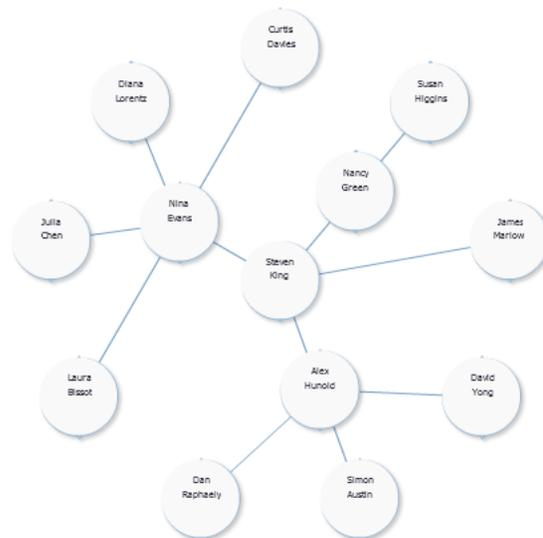 Curtis
Davies
Diana
Lorentz
Susan
Higgins
Nancy
Green
Nina
Evans
Julia
Chen
James
Marlow
Steven
King
Laura
Bissot
Alex
Hunold
David
Yong
Dan
Raphaely
Simon
Austin